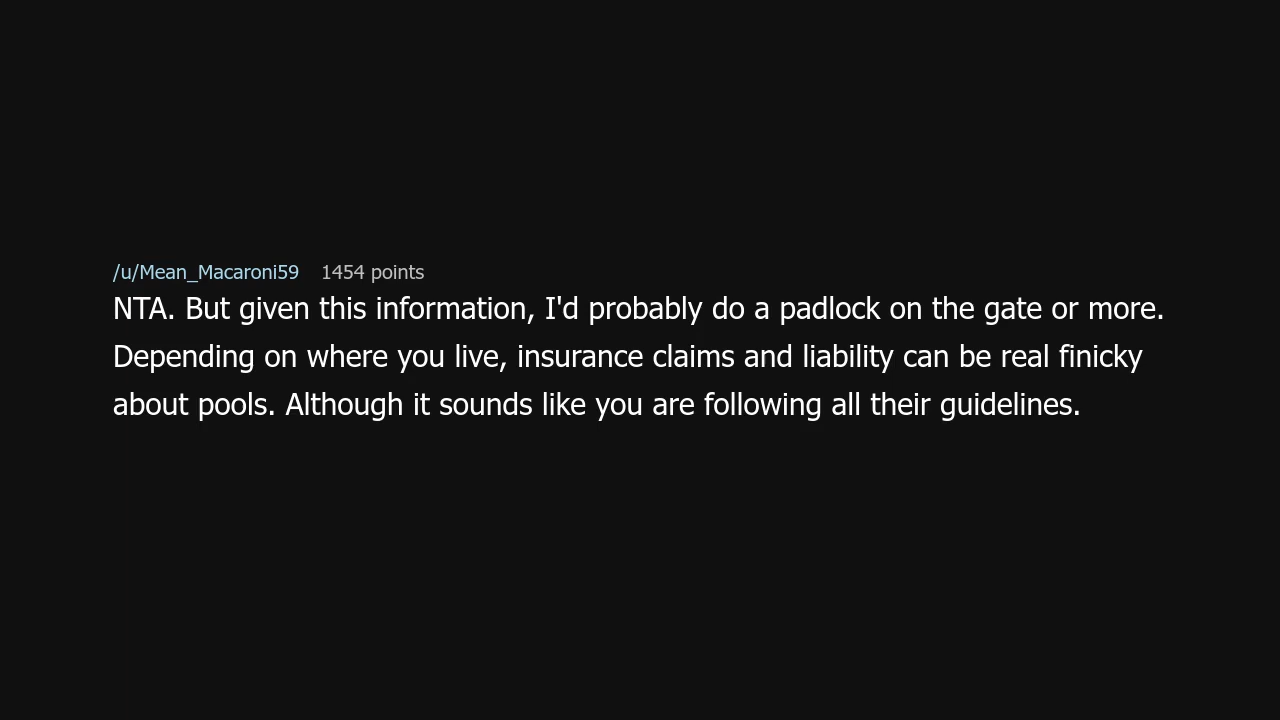 /u/Mean_Macaroni59 1454 points
NTA. But given this information, I'd probably do a padlock on the gate or more.
Depending on where you live, insurance claims and liability can be real finicky
about pools. Although it sounds like you are following all their guidelines.